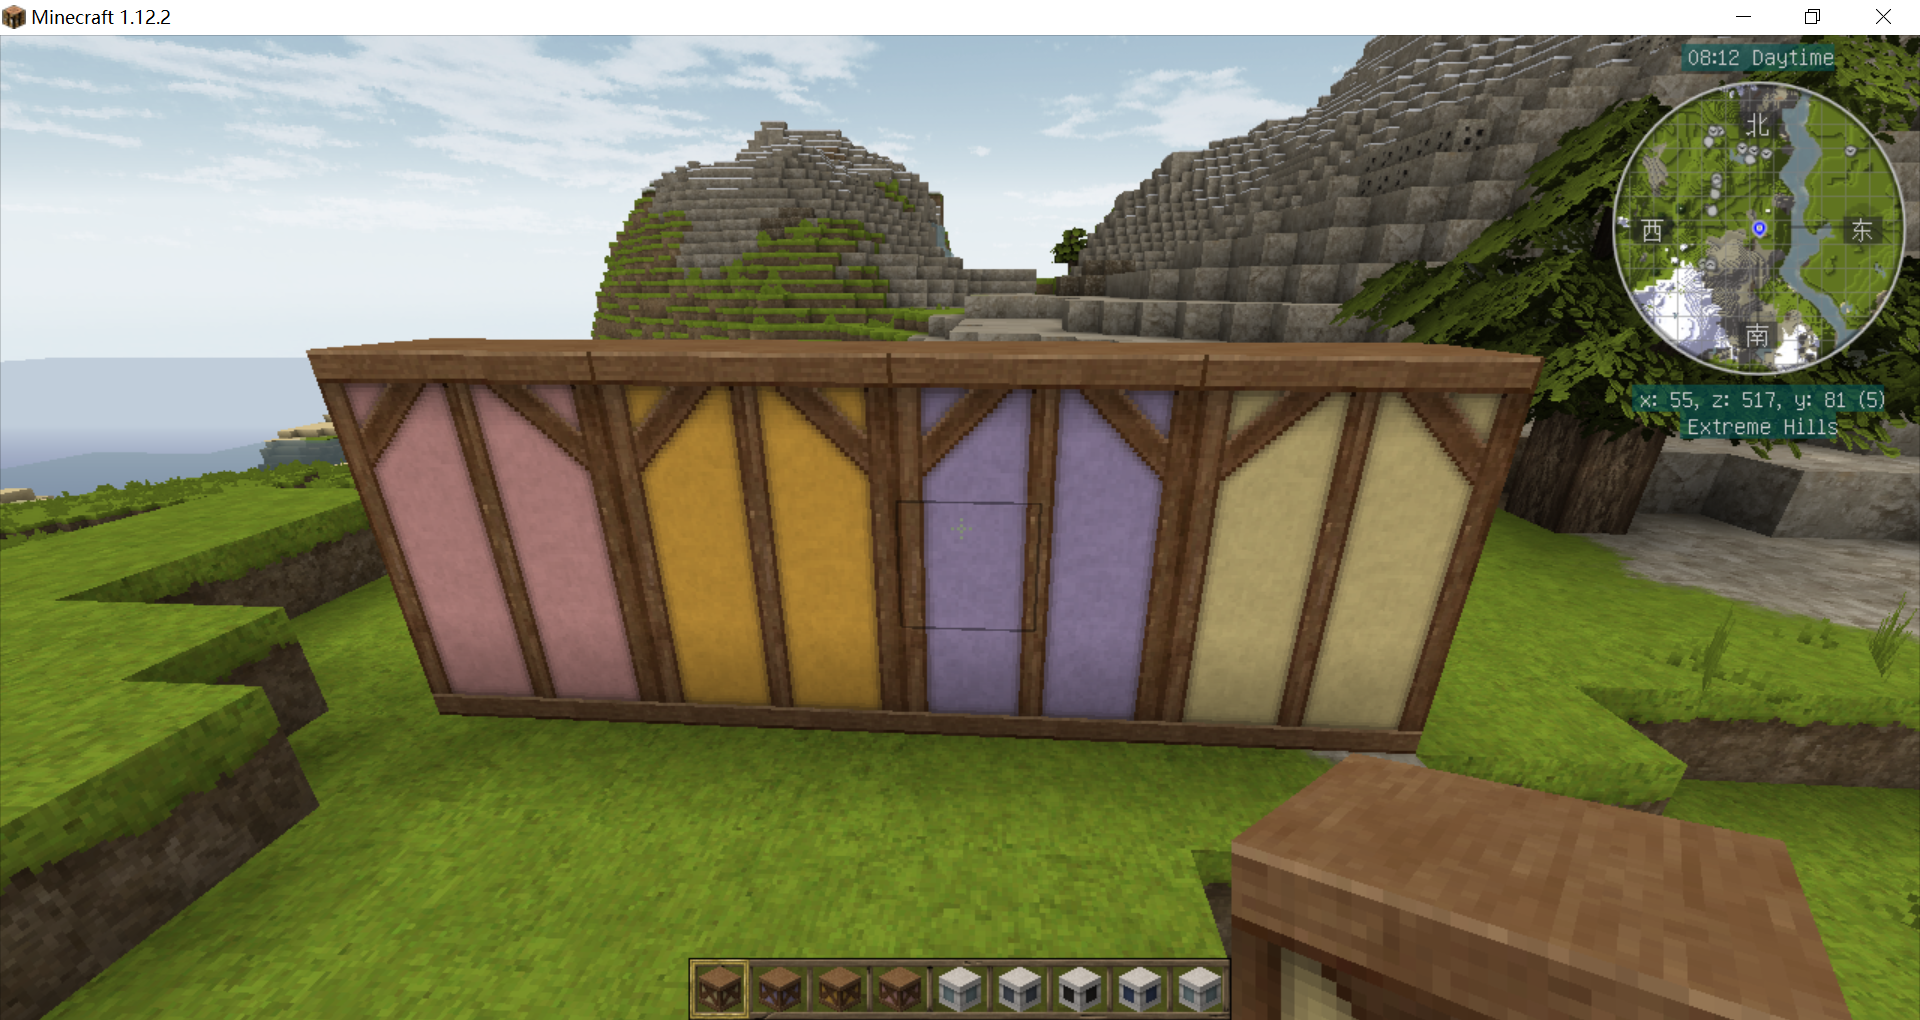 Minecraft 1.12.2
08:12 Daytime
北
西
东
南
x: 55, z: 517, y: 81 (5)
Extreme Hills